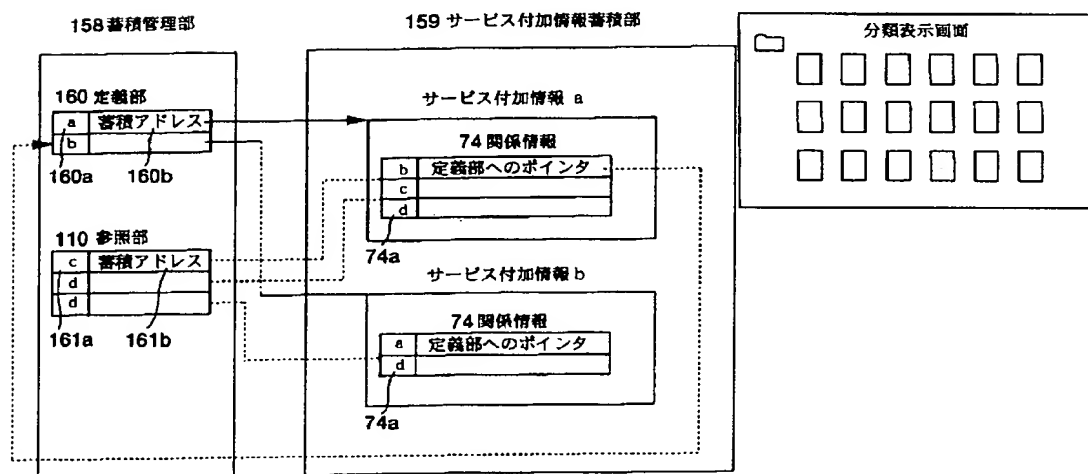 158 蓄積管理部
160 定義部
a 蓄積アドレス
b
160a 160b
110 参照部
c 蓄積アドレス
d
d
161a 161b
159 サービス付加情報蓄積部
サービス付加情報 a
74 関係情報
b 定義部へのポインタ
c
d
74a
サービス付加情報 b
74 関係情報
a 定義部へのポインタ
d
74a
分類表示画面